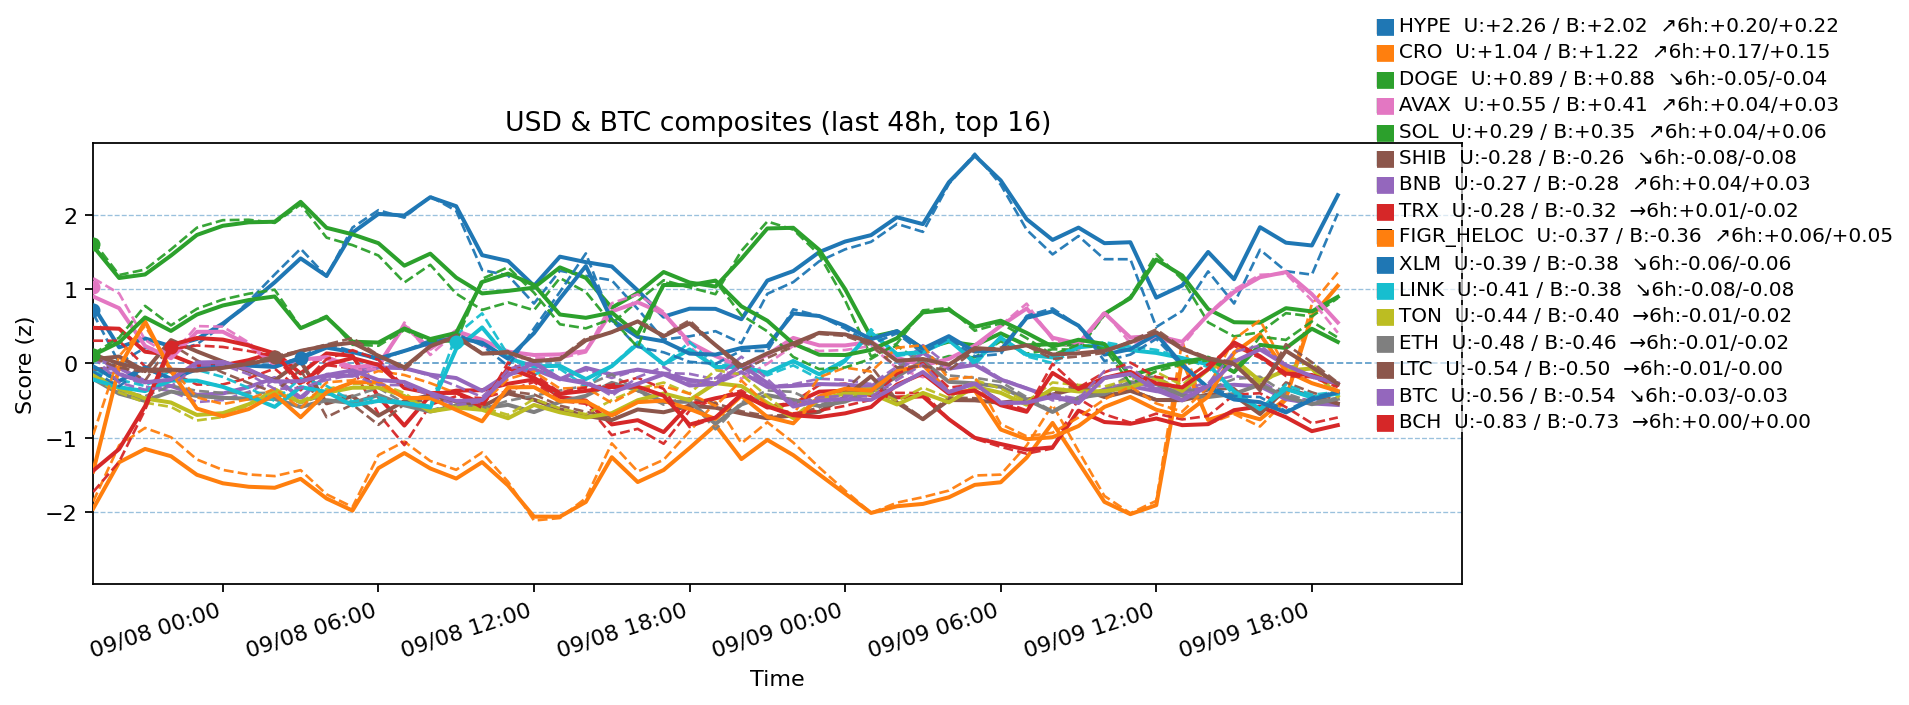 HYPE  U:+2.26 / B:+2.02  ↗6h:+0.20/+0.22
CRO  U:+1.04 / B:+1.22  ↗6h:+0.17/+0.15
DOGE  U:+0.89 / B:+0.88  ↘6h:-0.05/-0.04
AVAX  U:+0.55 / B:+0.41  ↗6h:+0.04/+0.03
SOL  U:+0.29 / B:+0.35  ↗6h:+0.04/+0.06
SHIB  U:-0.28 / B:-0.26  ↘6h:-0.08/-0.08
BNB  U:-0.27 / B:-0.28  ↗6h:+0.04/+0.03
TRX  U:-0.28 / B:-0.32  →6h:+0.01/-0.02
FIGR_HELOC  U:-0.37 / B:-0.36  ↗6h:+0.06/+0.05
XLM  U:-0.39 / B:-0.38  ↘6h:-0.06/-0.06
LINK  U:-0.41 / B:-0.38  ↘6h:-0.08/-0.08
TON  U:-0.44 / B:-0.40  →6h:-0.01/-0.02
ETH  U:-0.48 / B:-0.46  →6h:-0.01/-0.02
LTC  U:-0.54 / B:-0.50  →6h:-0.01/-0.00
BTC  U:-0.56 / B:-0.54  ↘6h:-0.03/-0.03
BCH  U:-0.83 / B:-0.73  →6h:+0.00/+0.00
USD & BTC composites (last 48h, top 16)
Score (z)
2
1
0
−1
−2
09/08 00:00
09/08 06:00
09/08 12:00
09/08 18:00
09/09 00:00
09/09 06:00
09/09 12:00
09/09 18:00
Time